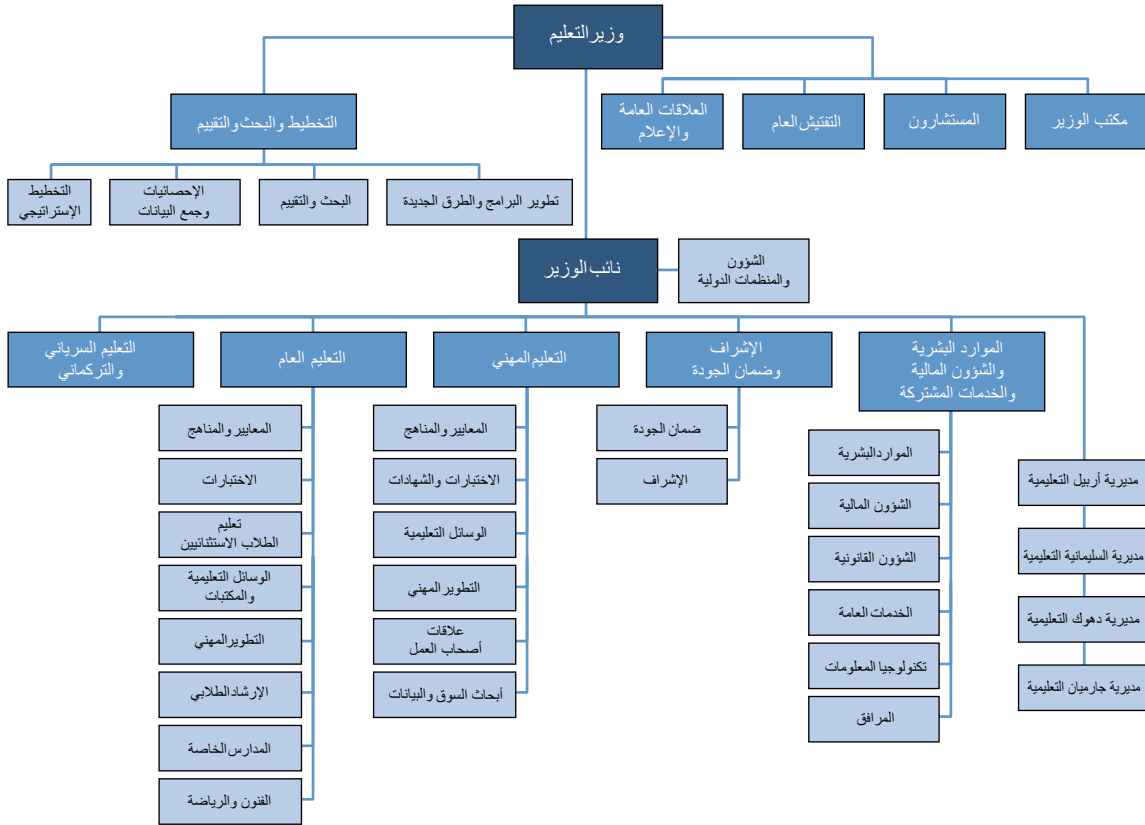 وزير التعليم
مكتب الوزير
المستشارون
التفتيش العام
العلاقات العامة
والإعلام
التخطيط والبحث والتقييم
تطوير البرامج والطرق الجديدة
البحث والتقييم
الإحصائيات
وجمع البيانات
التخطيط
الإستراتيجي
نائب الوزير
الشؤون
والمنظمات الدولية
الموارد البشرية
والشؤون المالية
والخدمات المشتركة
الإشراف
وضمان الجودة
التعليم المهني
التعليم العام
التعليم السرياني
والتركماني
مديرية أربيل التعليمية
مديرية السليمانية التعليمية
مديرية دهوك التعليمية
مديرية جارميان التعليمية
الموارد البشرية
الشؤون المالية
الشؤون القانونية
الخدمات العامة
تكنولوجيا المعلومات
المرافق
ضمان الجودة
الإشراف
المعايير والمناهج
الاختبارات والشهادات
الوسائل التعليمية
التطوير المهني
علاقات
أصحاب العمل
أبحاث السوق والبيانات
المعايير والمناهج
الاختبارات
تعليم
الطلاب الاستثنائيين
الوسائل التعليمية
والمكتبات
التطوير المهني
الإرشاد الطلابي
المدارس الخاصة
الفنون والرياضة